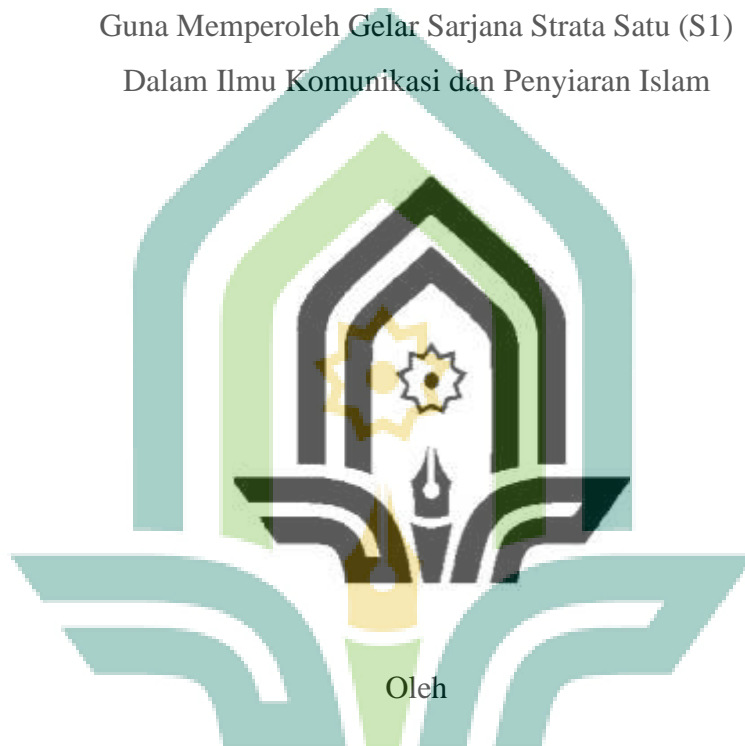 Guna Memperoleh Gelar Sarjana Strata Satu (S1)
Dalam Ilmu Komunikasi dan Penyiaran Islam
Oleh